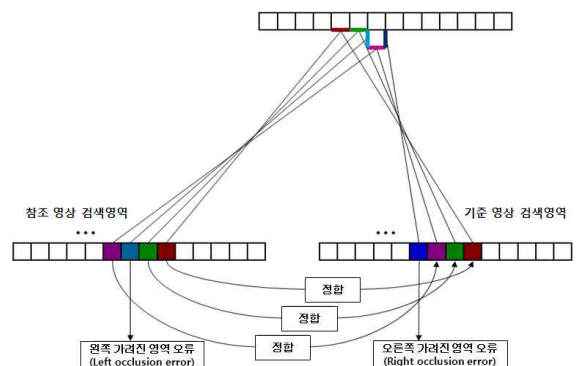 참조 영상 검색영역
기준 영상 검색영역
정합
정합
정합
왼쪽 가려진 영역 오류
(Left occlusion error)
오른쪽 가려진 영역 오류
(Right occlusion error)